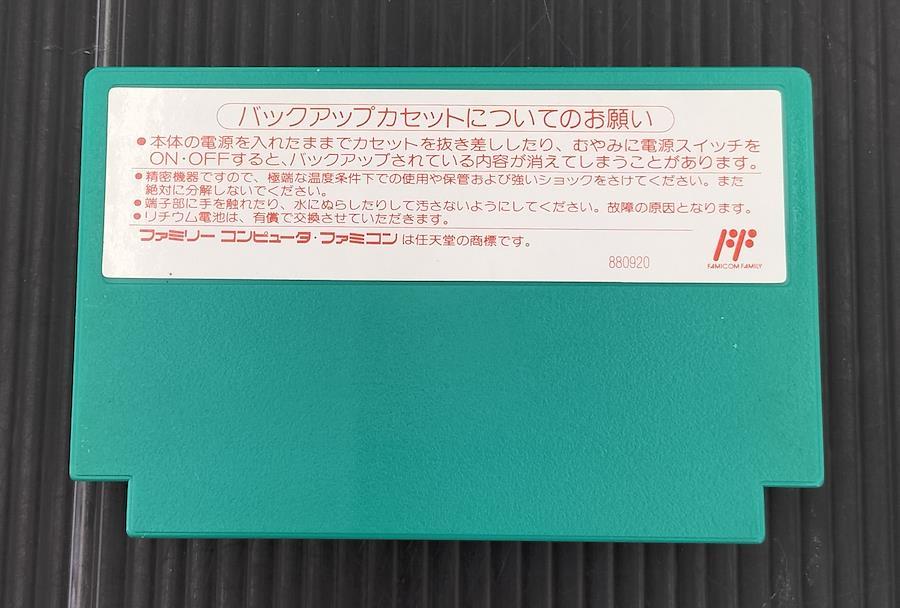 バックアップカセットについてのお願い
●本体の電源を入れたままでカセットを抜き差ししたり、むやみに電源スイッチを
ON・OFFすると、バックアップされている内容が消えてしまうことがあります。
●精密機器ですので、極端な温度条件下での使用や保管および強いショックをさけてください。また
絶対に分解しないでください。
●端子部に手を触れたり、水にぬらしたりして汚さないようにしてください。故障の原因となります。
●リチウム電池は、有償で交換させていただきます。
ファミリーコンピュータ・ファミコンは任天堂の商標です。
880920
FAMICOM FAMILY